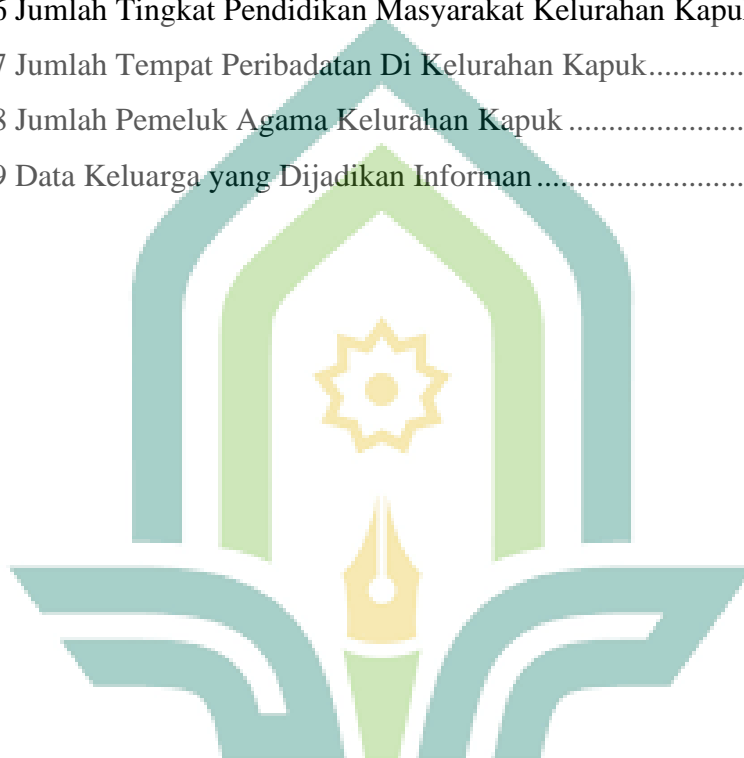 6 Jumlah Tingkat Pendidikan Masyarakat Kelurahan Kapuk
7 Jumlah Tempat Peribadatan Di Kelurahan Kapuk.............
8 Jumlah Pemeluk Agama Kelurahan Kapuk .......................
9 Data Keluarga yang Dijadikan Informan...........................